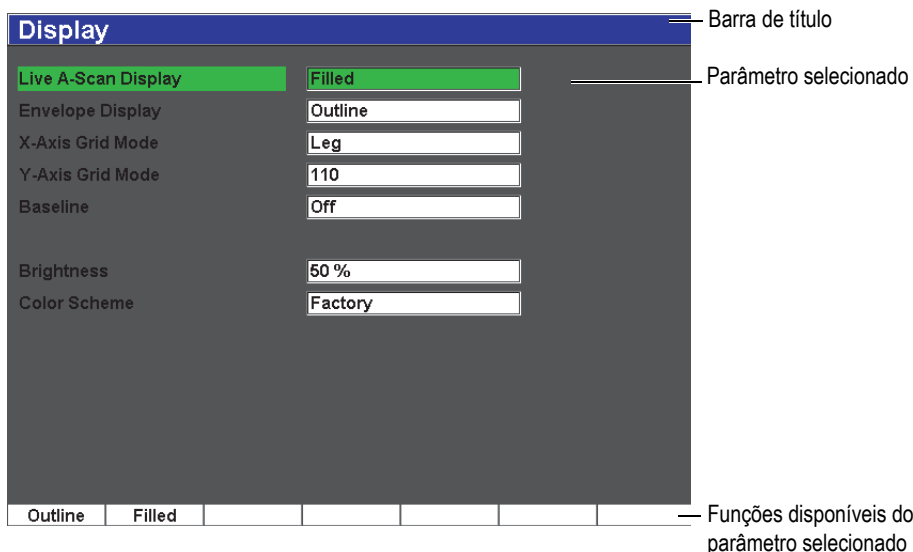 Display
Barra de título
Live A-Scan Display Filled
Parâmetro selecionado
Envelope Display Outline
X-Axis Grid Mode Leg
Y-Axis Grid Mode 110
Baseline Off
Brightness 50 %
Color Scheme Factory
Outline Filled
Funções disponíveis do
parâmetro selecionado